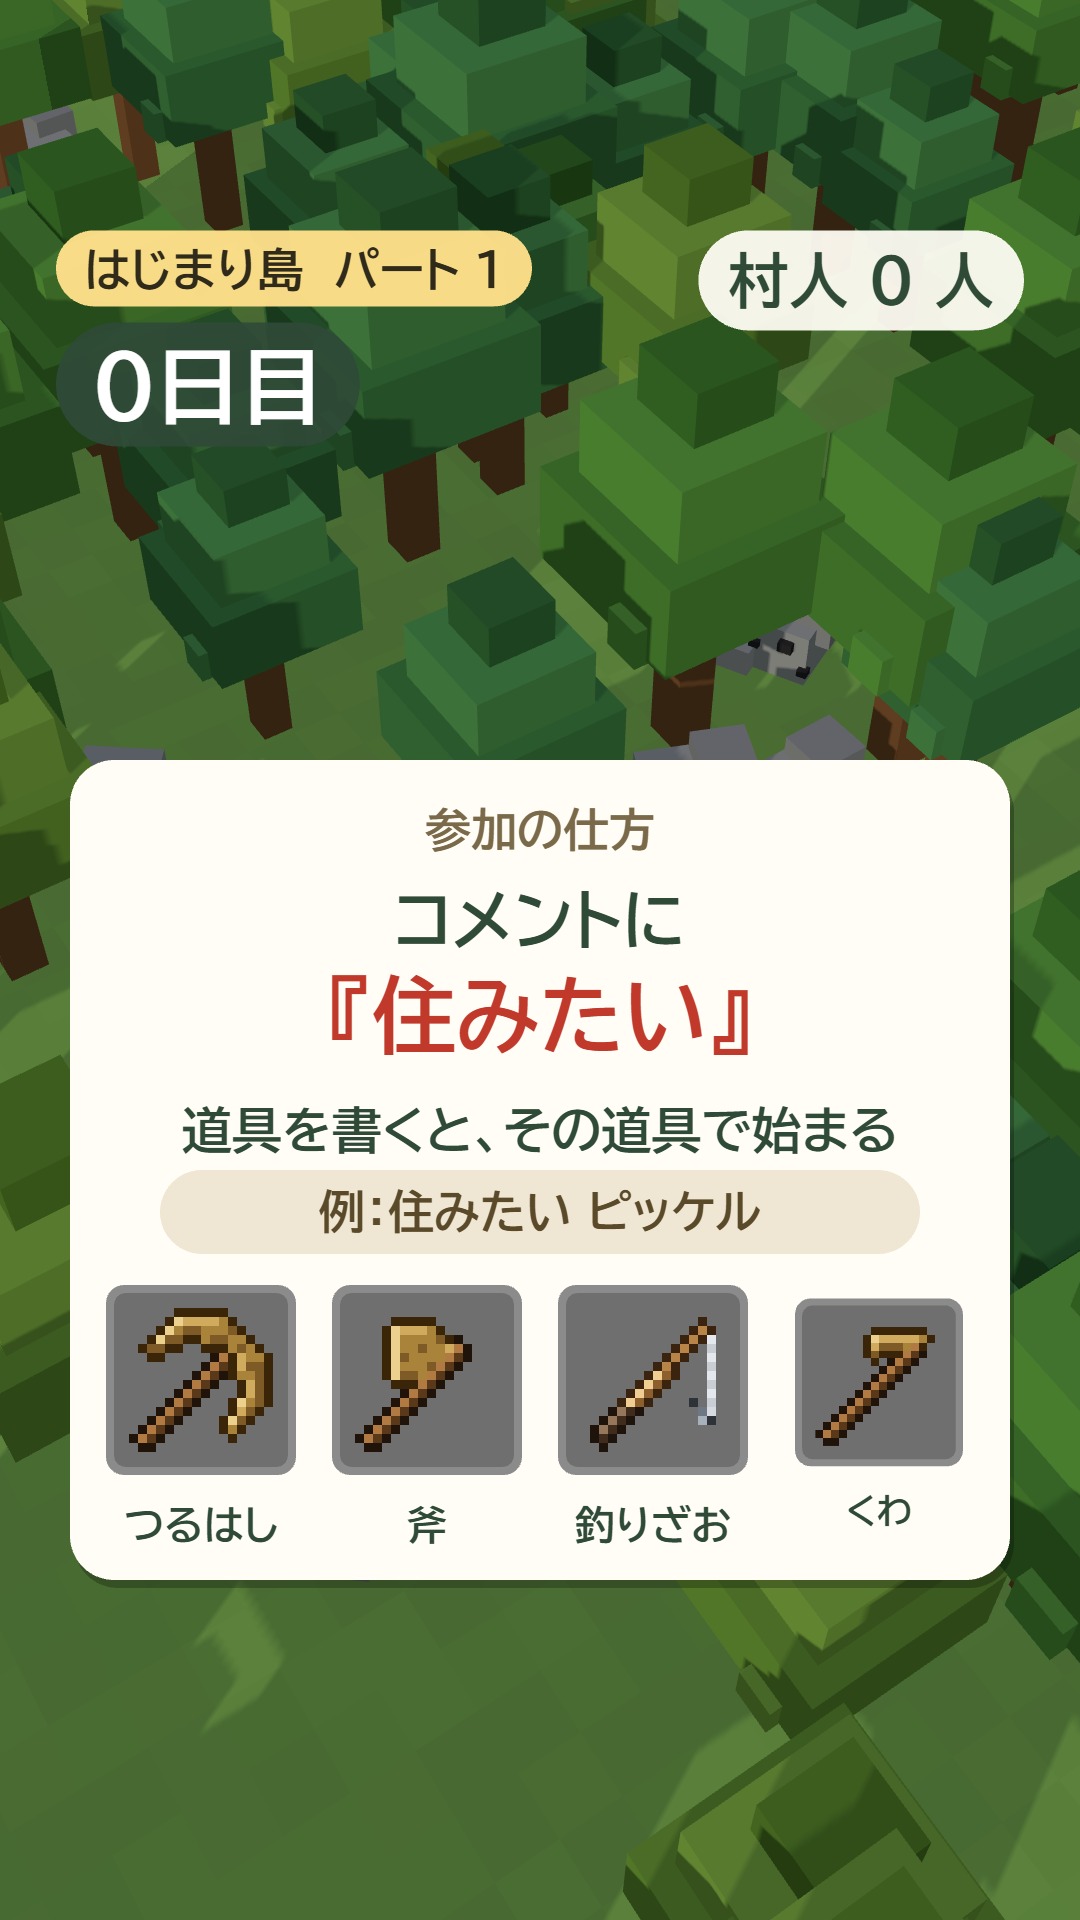 はじまり島 パート 1
村人 0 人
0日目
参加の仕方
コメントに
『住みたい』
道具を書くと、その道具で始まる
例：住みたい ピッケル
つるはし
斧
釣りざお
くわ